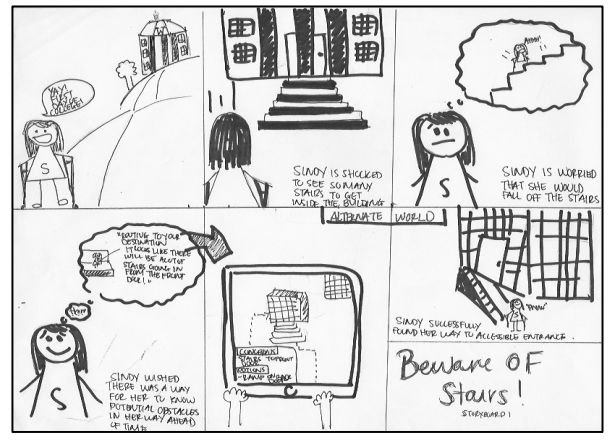 YAY!
FIRST
DAY OF
COLLEGE!
S
SINDY IS SHOCKED
TO SEE SO MANY
STAIRS TO GET
INSIDE THE BUILDING
AHHH!
S
SINDY IS WORRIED
THAT SHE WOULD
FALL OFF THE STAIRS
"ROUTING TO YOUR
DESTINATION
IT LOOKS LIKE THERE
WILL BE A LOT OF
STAIRS GOING IN
FROM THE FRONT
DOOR!"
S
SINDY WISHED
THERE WAS A WAY
FOR HER TO KNOW
POTENTIAL OBSTACLES
IN HER WAY AHEAD
OF TIME
ALTERNATE WORLD
CONCERNS
STAIRS TO FRONT
DOOR
OPTIONS
- RAMP ON BACK
SINDY SUCCESSFULLY
FOUND HER WAY TO ACCESSIBLE ENTRANCE.
Beware OF
Stairs!
STORYBOARD 1